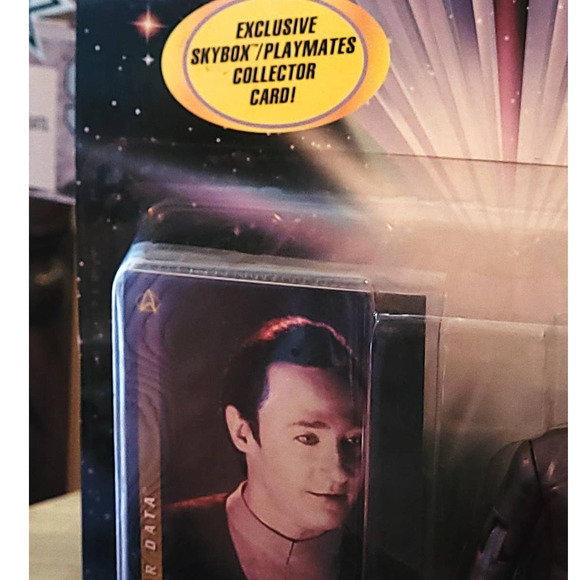 EXCLUSIVE
SKYBOX™/PLAYMATES
COLLECTOR
CARD!
R DATA